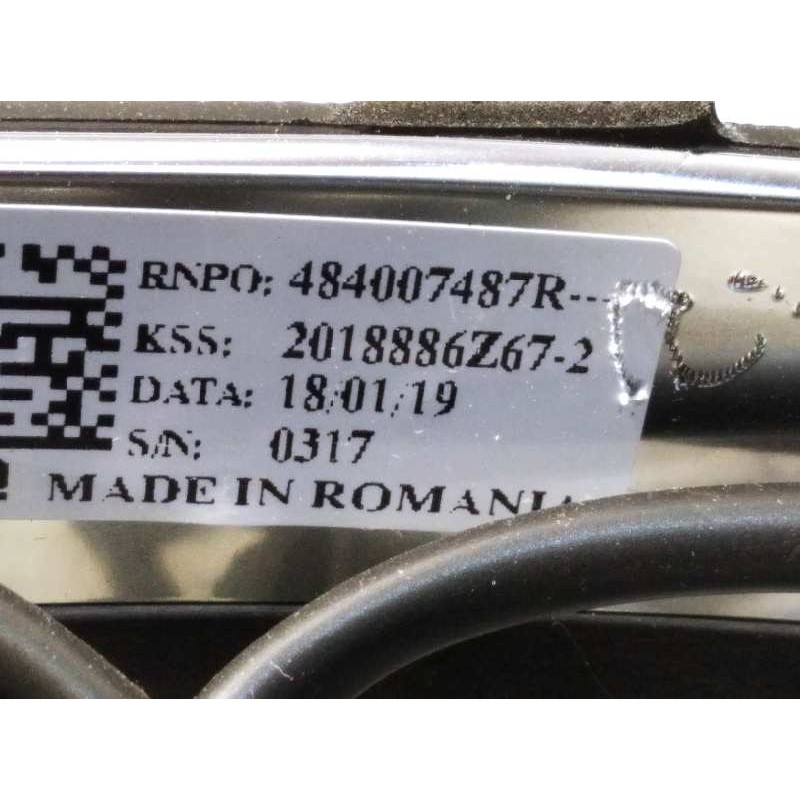 RNPO: 484007487R---
KSS: 2018886Z67-2
DATA: 18/01/19
S/N: 0317
MADE IN ROMANIA